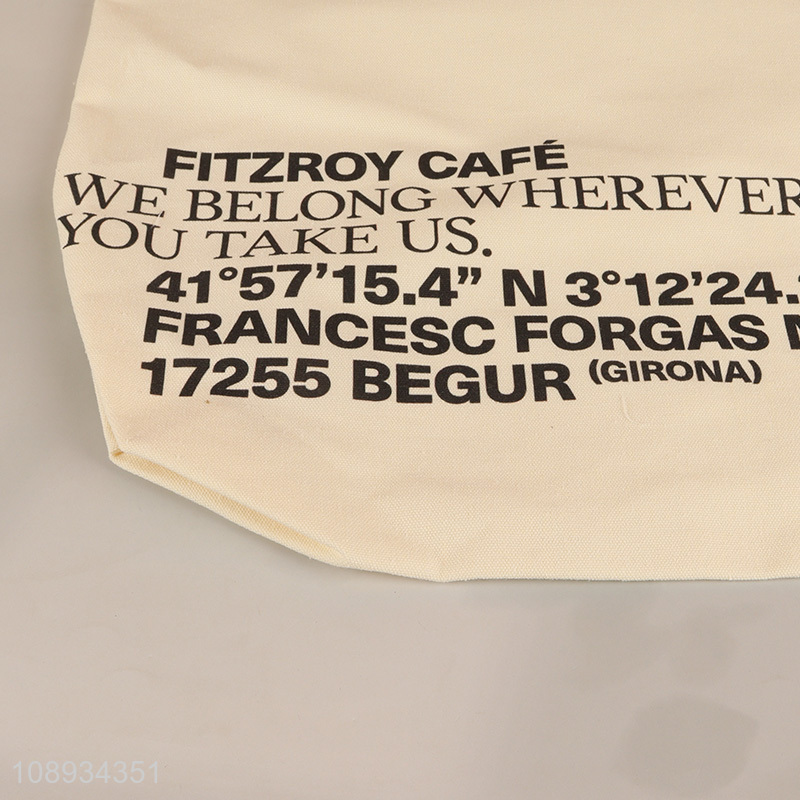 FITZROY CAFÉ
WE BELONG WHEREVER
YOU TAKE US.
41°57’15.4” N 3°12’24.
FRANCESC FORGAS
17255 BEGUR (GIRONA)
108934351